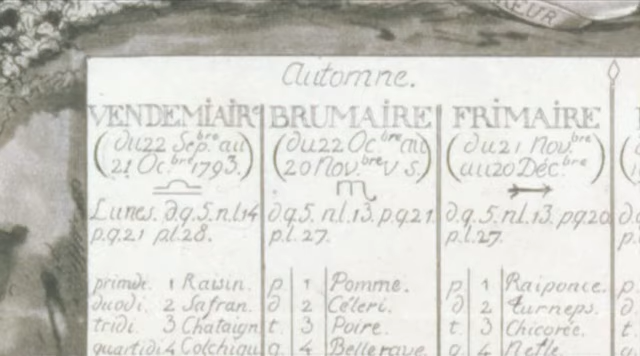 REUR
Automne.
VENDEMIAIRe BRUMAIRE FRIMAIRE
(du 22 Sep.bre au (du 22 Oc.bre au (du 21 Nov.bre
21 Oc.bre 1793.) 20 Nov.bre v s.) au 20 Déc.bre)
Lunes. d.q.5. n.l.14 d.q.5. n.l.13. p.q.21. d.q.5. n.l.13. p.q.20
p.q.21 p.l.28. p.l.27. p.l.27.
primdi. 1 Raisin. p. 1 Pomme. p. 1 Raiponce. p.
duodi. 2 Safran. d 2 Céleri. d 2 Turneps. d.
tridi. 3 Chataign t. 3 Poire. t. 3 Chicorée. t.
quartidi 4 Colchiqu q. 4 Betterave. q. 4 Nefle.